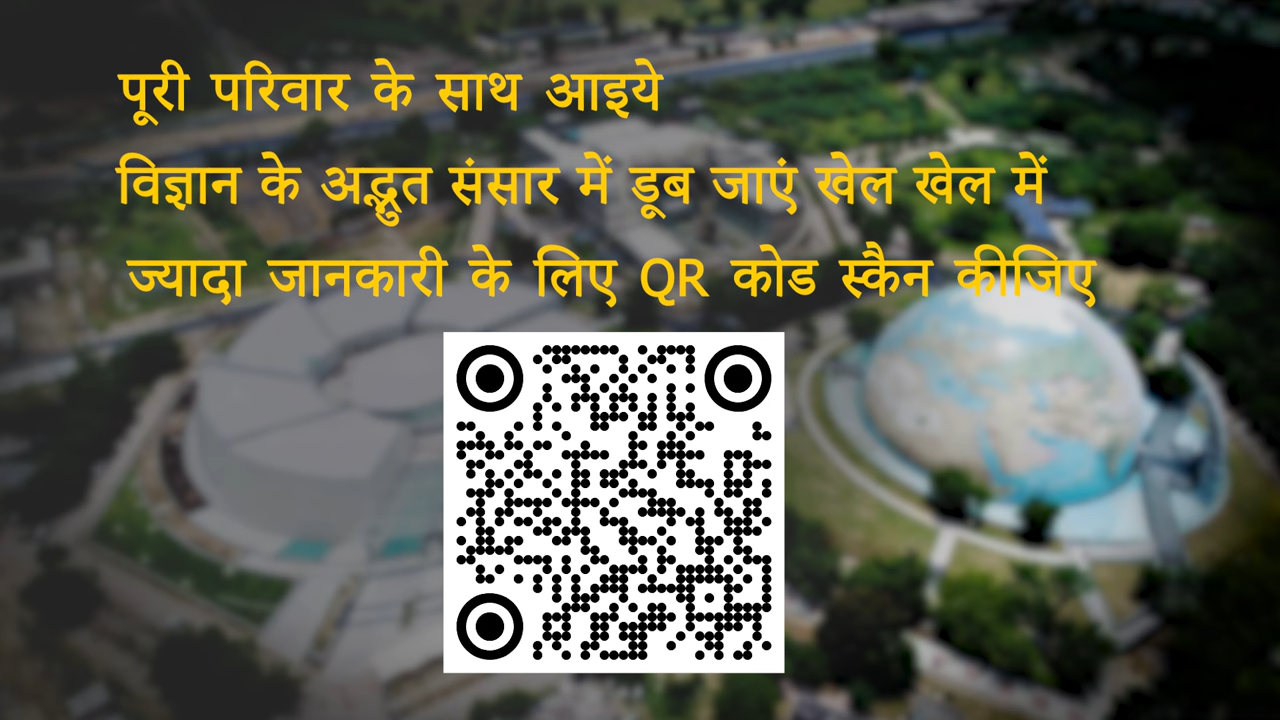 पूरी परिवार के साथ आइये
विज्ञान के अद्भुत संसार में डूब जाएं खेल खेल में
ज्यादा जानकारी के लिए QR कोड स्कैन कीजिए